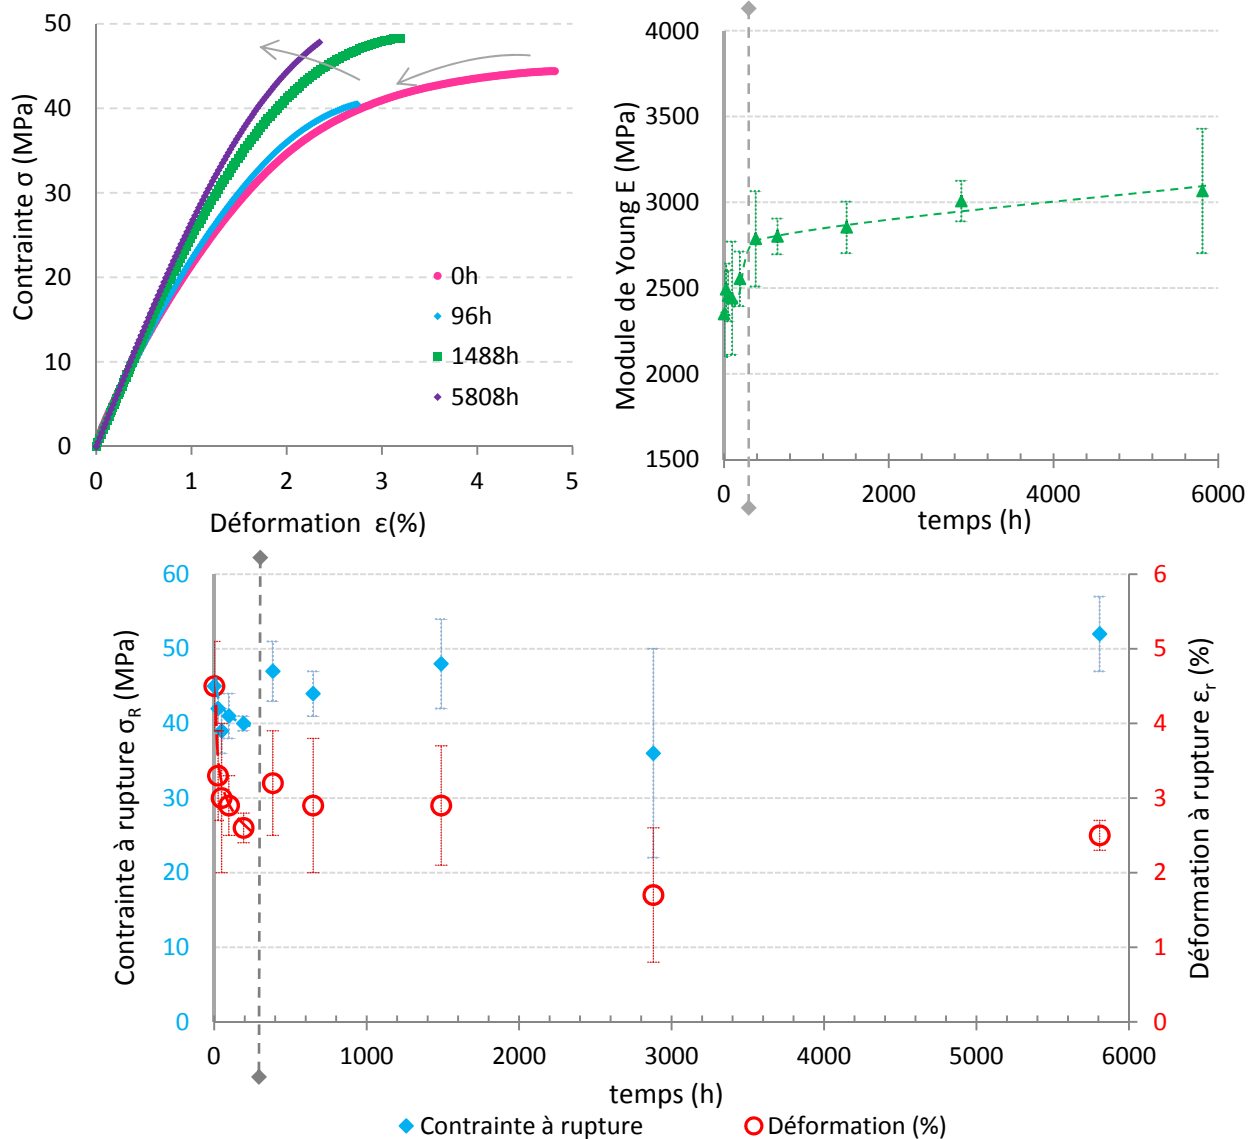 50
40
30
20
10
0
Contrainte σ (MPa)
0 1 2 3 4 5
Déformation ε(%)
0h
96h
1488h
5808h
4000
3500
3000
2500
2000
1500
Module de Young E (MPa)
0 2000 4000 6000
temps (h)
60
50
40
30
20
10
0
Contrainte à rupture σR (MPa)
6
5
4
3
2
1
0
Déformation à rupture εr (%)
0 1000 2000 3000 4000 5000 6000
temps (h)
Contrainte à rupture Déformation (%)